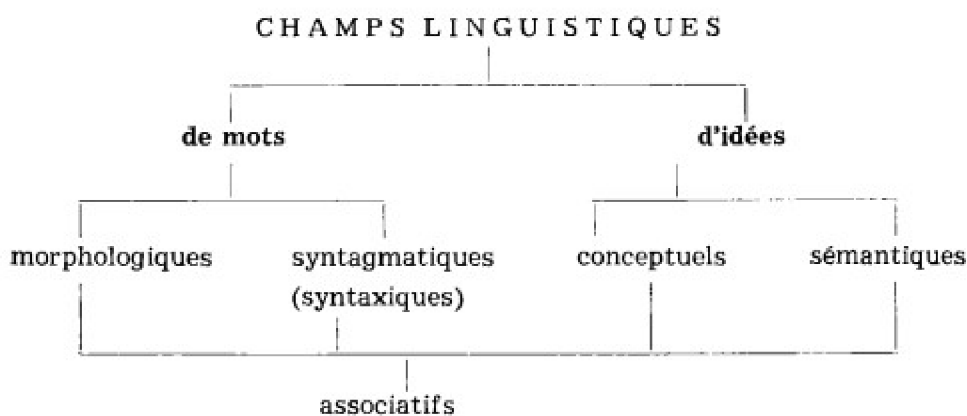 CHAMPS LINGUISTIQUES
de mots d'idées
morphologiques syntagmatiques conceptuels sémantiques
(syntaxiques)
associatifs